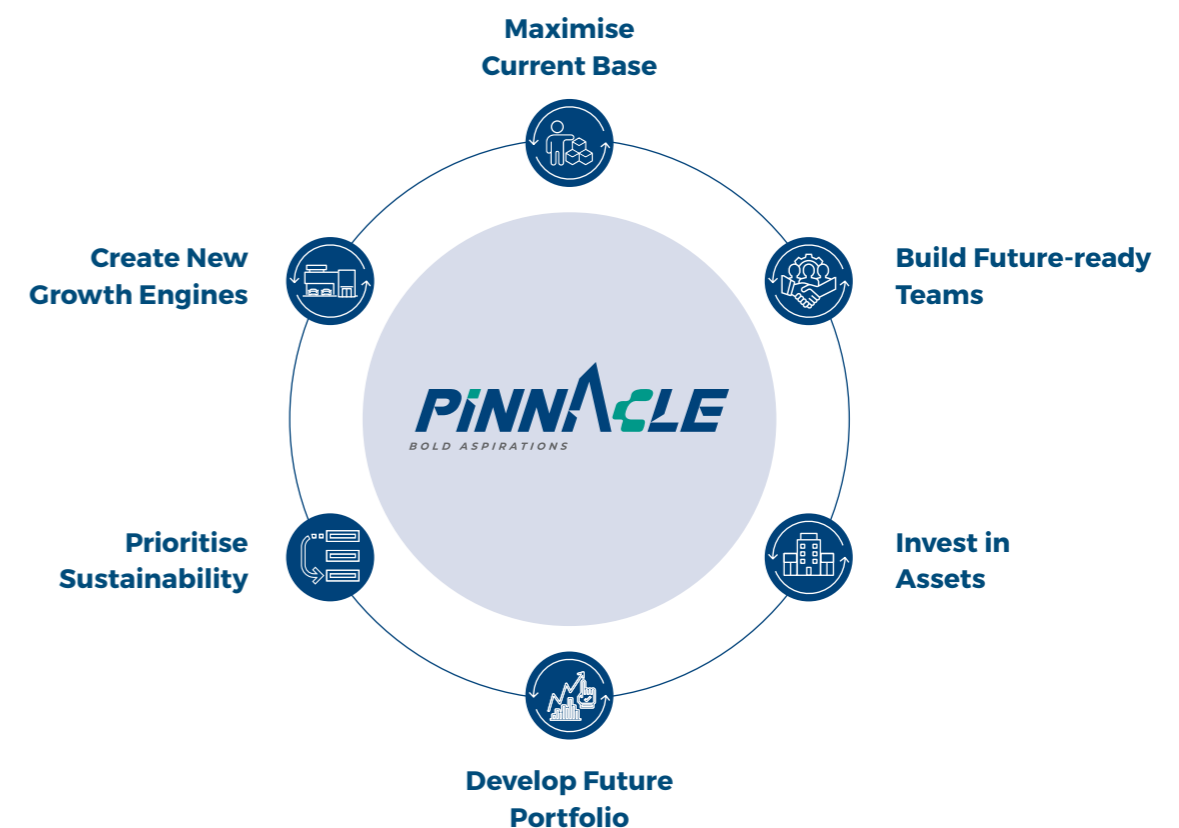 Maximise
Current Base
Create New
Growth Engines
Build Future-ready
Teams
PiNNACLE
BOLD ASPIRATIONS
Prioritise
Sustainability
Invest in
Assets
Develop Future
Portfolio